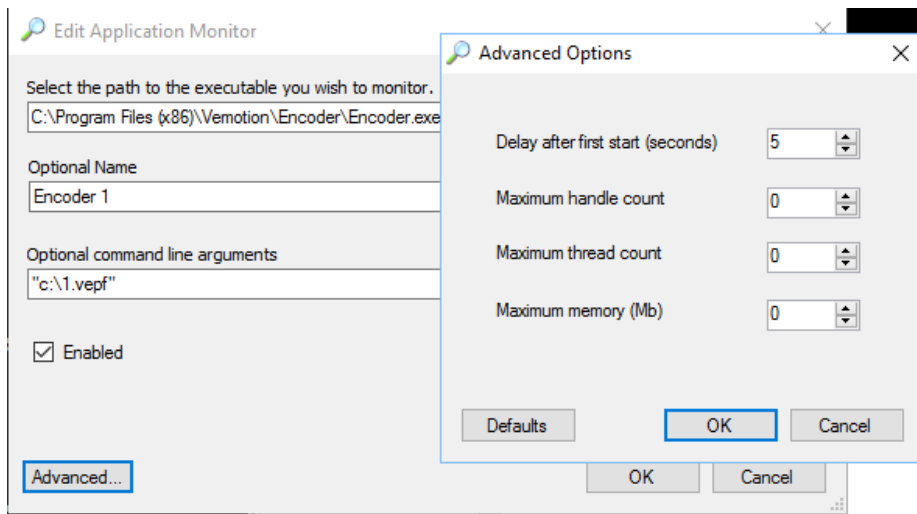 Edit Application Monitor
Select the path to the executable you wish to monitor.
C:\Program Files (x86)\Vemotion\Encoder\Encoder.exe
Optional Name
Encoder 1
Optional command line arguments
"c:\1.vepf"
Enabled
Advanced...
OK
Cancel
Advanced Options
Delay after first start (seconds)
5
Maximum handle count
0
Maximum thread count
0
Maximum memory (Mb)
0
Defaults
OK
Cancel